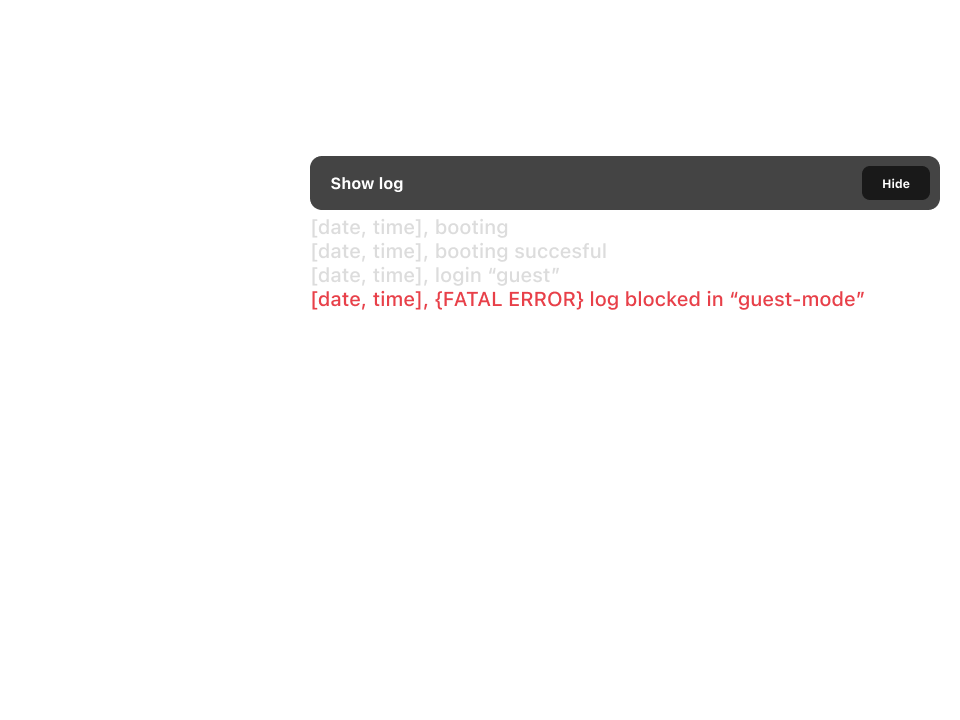 Show log
Hide
[date, time], booting
[date, time], booting succesful
[date, time], login “guest”
[date, time], {FATAL ERROR} log blocked in “guest-mode”